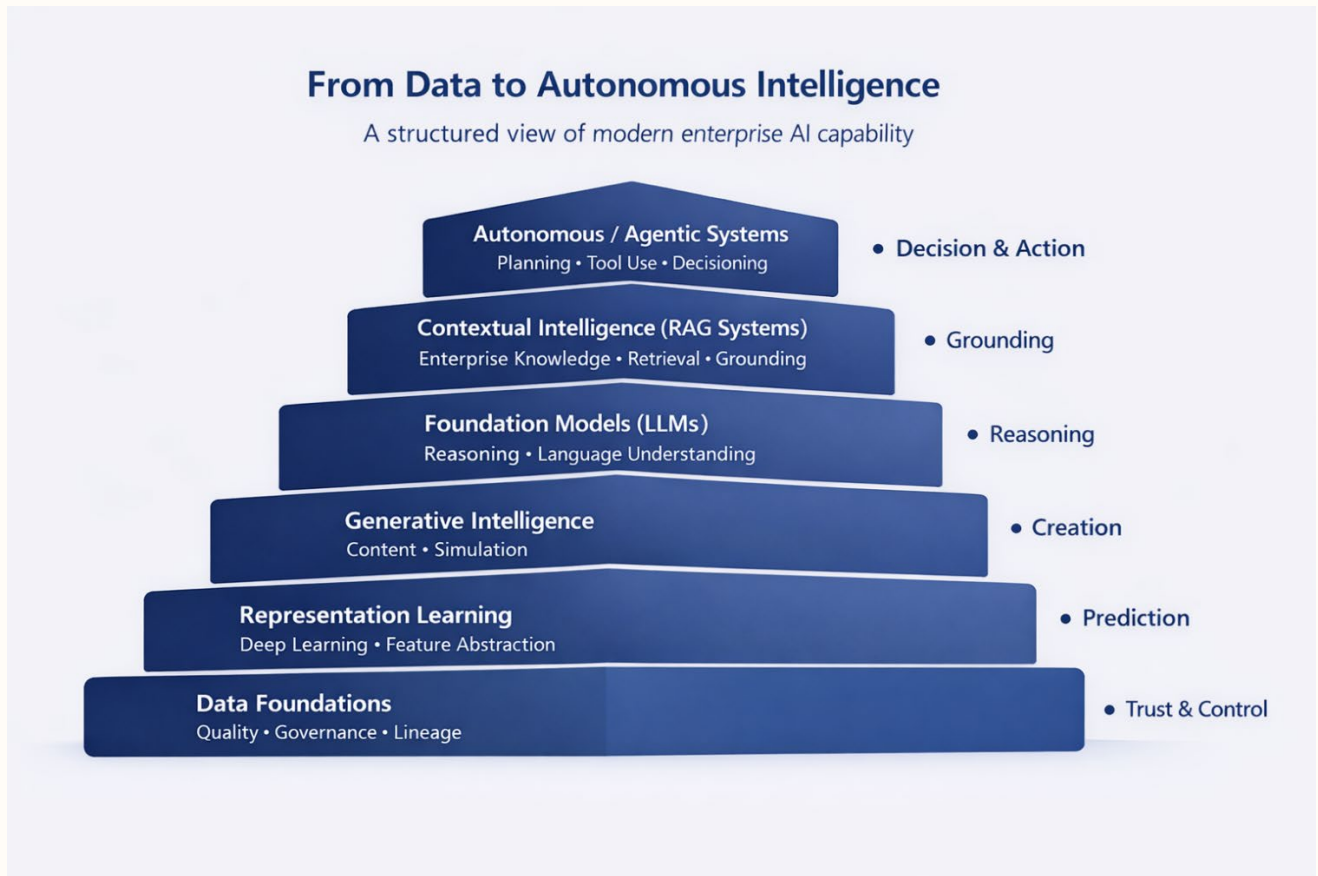 From Data to Autonomous Intelligence
A structured view of modern enterprise AI capability
Autonomous / Agentic Systems
Planning • Tool Use • Decisioning
• Decision & Action
Contextual Intelligence (RAG Systems)
Enterprise Knowledge • Retrieval • Grounding
• Grounding
Foundation Models (LLMs)
Reasoning • Language Understanding
• Reasoning
Generative Intelligence
Content • Simulation
• Creation
Representation Learning
Deep Learning • Feature Abstraction
• Prediction
Data Foundations
Quality • Governance • Lineage
• Trust & Control